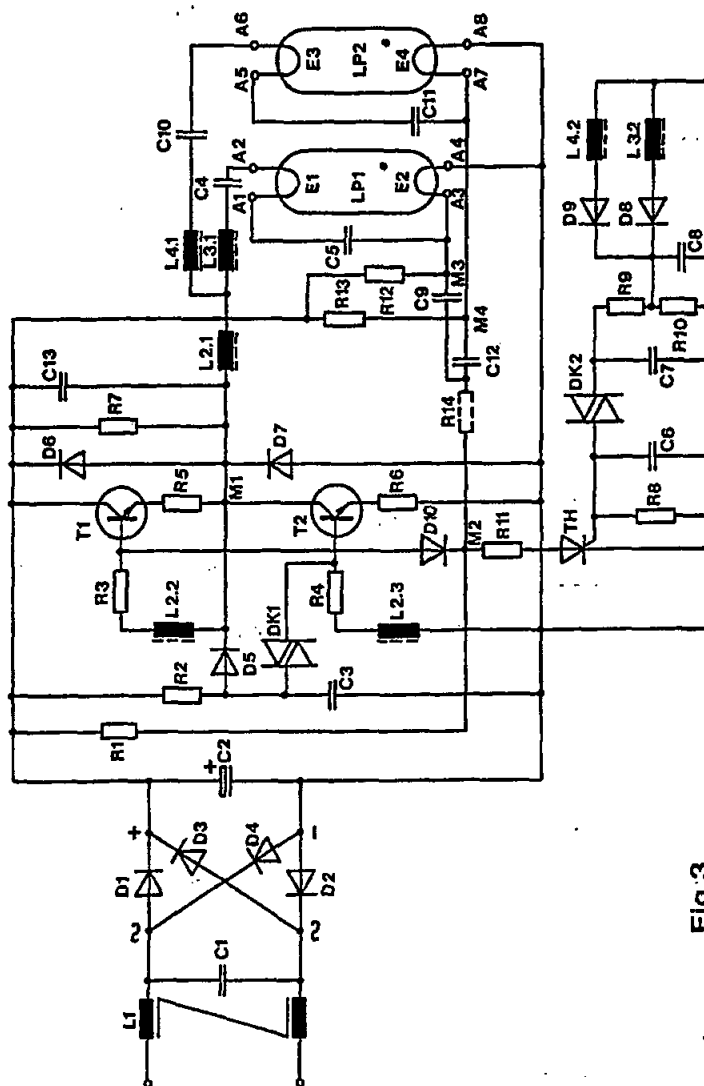 L1
C1
∿
∿
D1
D2
D3
D4
+
−
+
C2
R1
R2
D5
C3
DK1
R3
L2.2
R4
L2.3
T1
R5
M1
T2
R6
D10
M2
R11
TH
D6
D7
R7
C13
L2.1
R14
C12
M4
R13
R12
C9
M3
C5
L4.1
L3.1
C4
C10
A1
A2
E1
LP1
E2
A3
A4
A5
A6
E3
LP2
E4
A7
A8
C11
R8
C6
DK2
C7
R9
R10
C8
D9
D8
L4.2
L3.2
Fig.3